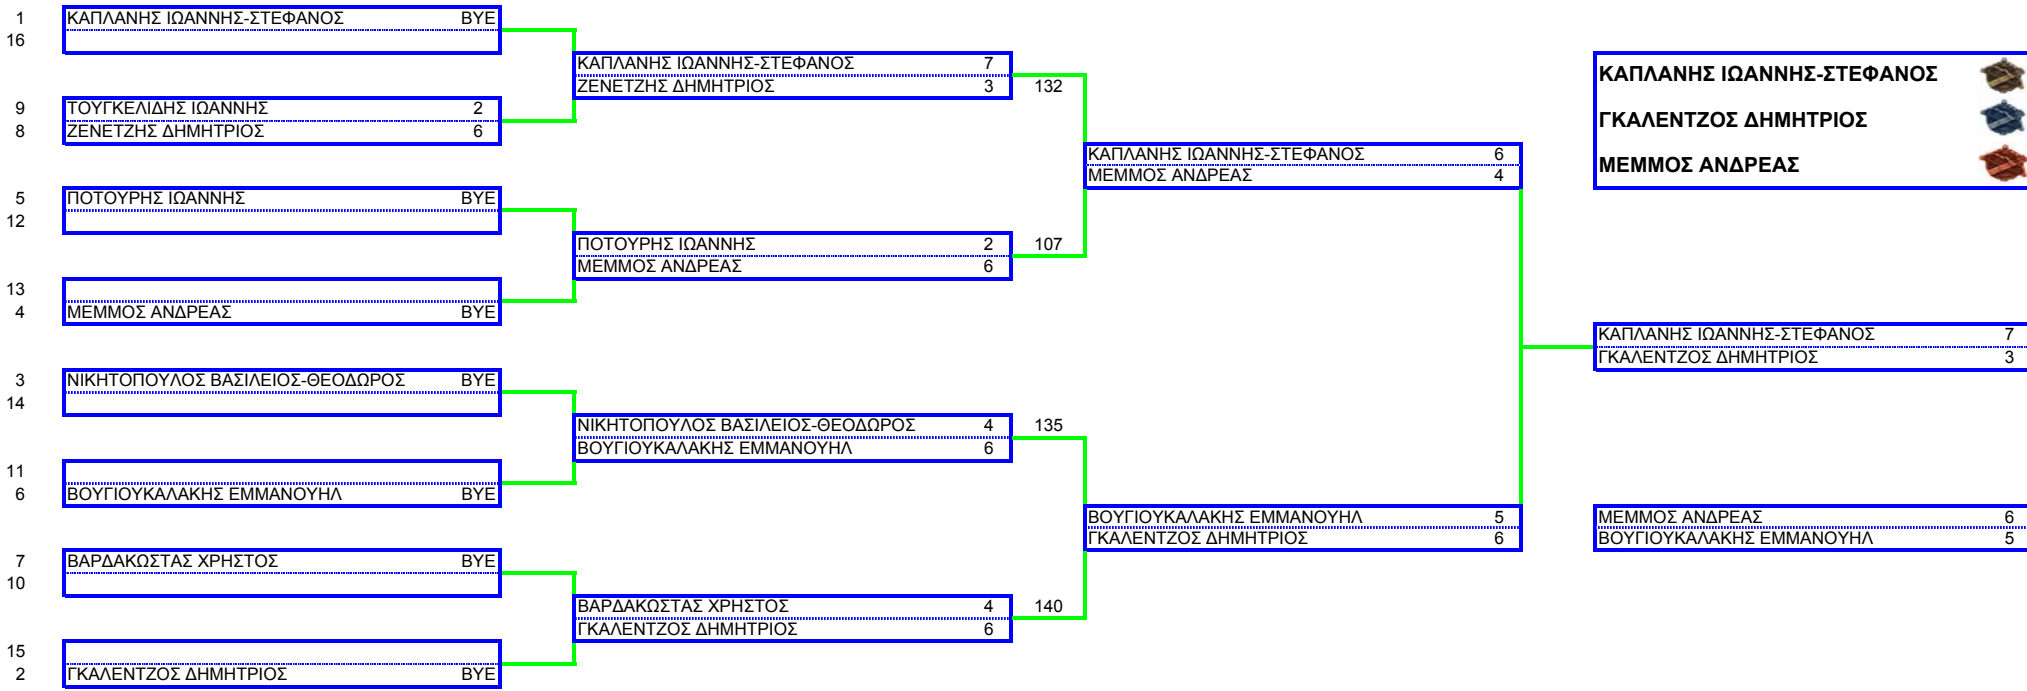 1 ΚΑΠΛΑΝΗΣ ΙΩΑΝΝΗΣ-ΣΤΕΦΑΝΟΣ BYE
16
9 ΤΟΥΓΚΕΛΙΔΗΣ ΙΩΑΝΝΗΣ 2
8 ΖΕΝΕΤΖΗΣ ΔΗΜΗΤΡΙΟΣ 6
5 ΠΟΤΟΥΡΗΣ ΙΩΑΝΝΗΣ BYE
12
13
4 ΜΕΜΜΟΣ ΑΝΔΡΕΑΣ BYE
3 ΝΙΚΗΤΟΠΟΥΛΟΣ ΒΑΣΙΛΕΙΟΣ-ΘΕΟΔΩΡΟΣ BYE
14
11
6 ΒΟΥΓΙΟΥΚΑΛΑΚΗΣ ΕΜΜΑΝΟΥΗΛ BYE
7 ΒΑΡΔΑΚΩΣΤΑΣ ΧΡΗΣΤΟΣ BYE
10
15
2 ΓΚΑΛΕΝΤΖΟΣ ΔΗΜΗΤΡΙΟΣ BYE
ΚΑΠΛΑΝΗΣ ΙΩΑΝΝΗΣ-ΣΤΕΦΑΝΟΣ 7
ΖΕΝΕΤΖΗΣ ΔΗΜΗΤΡΙΟΣ 3 132
ΠΟΤΟΥΡΗΣ ΙΩΑΝΝΗΣ 2 107
ΜΕΜΜΟΣ ΑΝΔΡΕΑΣ 6
ΝΙΚΗΤΟΠΟΥΛΟΣ ΒΑΣΙΛΕΙΟΣ-ΘΕΟΔΩΡΟΣ 4 135
ΒΟΥΓΙΟΥΚΑΛΑΚΗΣ ΕΜΜΑΝΟΥΗΛ 6
ΒΑΡΔΑΚΩΣΤΑΣ ΧΡΗΣΤΟΣ 4 140
ΓΚΑΛΕΝΤΖΟΣ ΔΗΜΗΤΡΙΟΣ 6
ΚΑΠΛΑΝΗΣ ΙΩΑΝΝΗΣ-ΣΤΕΦΑΝΟΣ 6
ΜΕΜΜΟΣ ΑΝΔΡΕΑΣ 4
ΒΟΥΓΙΟΥΚΑΛΑΚΗΣ ΕΜΜΑΝΟΥΗΛ 5
ΓΚΑΛΕΝΤΖΟΣ ΔΗΜΗΤΡΙΟΣ 6
ΚΑΠΛΑΝΗΣ ΙΩΑΝΝΗΣ-ΣΤΕΦΑΝΟΣ
ΓΚΑΛΕΝΤΖΟΣ ΔΗΜΗΤΡΙΟΣ
ΜΕΜΜΟΣ ΑΝΔΡΕΑΣ
ΚΑΠΛΑΝΗΣ ΙΩΑΝΝΗΣ-ΣΤΕΦΑΝΟΣ 7
ΓΚΑΛΕΝΤΖΟΣ ΔΗΜΗΤΡΙΟΣ 3
ΜΕΜΜΟΣ ΑΝΔΡΕΑΣ 6
ΒΟΥΓΙΟΥΚΑΛΑΚΗΣ ΕΜΜΑΝΟΥΗΛ 5